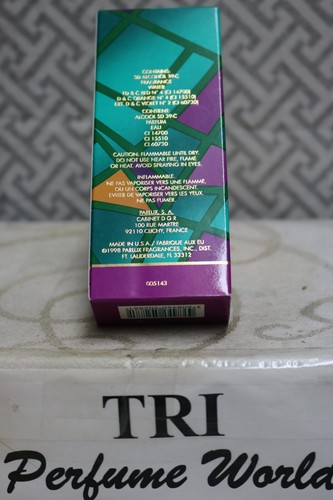 CONTAINS:
SD ALCOHOL 39-C
FRAGRANCE
WATER
FD & C RED N° 4 (CI 14700)
D & C ORANGE N° 4 (CI 15510)
EXT. D & C VIOLET N° 2 (CI 60730)
CONTIENT:
ALCOOL SD 39-C
PARFUM
EAU
CI 14700
CI 15510
CI 60730
CAUTION: FLAMMABLE UNTIL DRY.
DO NOT USE NEAR FIRE, FLAME
OR HEAT. AVOID SPRAYING IN EYES.
INFLAMMABLE.
NE PAS VAPORISER VERS UNE FLAMME,
OU UN CORPS INCANDESCENT.
EVITER DE VAPORISER VERS LES YEUX.
NE PAS FUMER.
PARLUX, S.A.
CABINET D G R
100 RUE MARTRE
92110 CLICHY, FRANCE
MADE IN U.S.A. / FABRIQUE AUX EU
©1998 PARLUX FRAGRANCES, INC., DIST.
FT. LAUDERDALE, FL 33312
005143
TRI
Perfume World